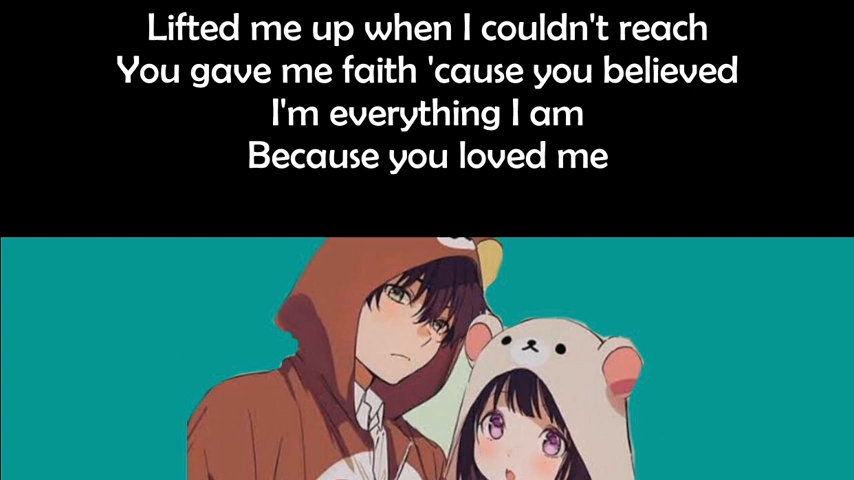 Lifted me up when I couldn't reach
You gave me faith 'cause you believed
I'm everything I am
Because you loved me